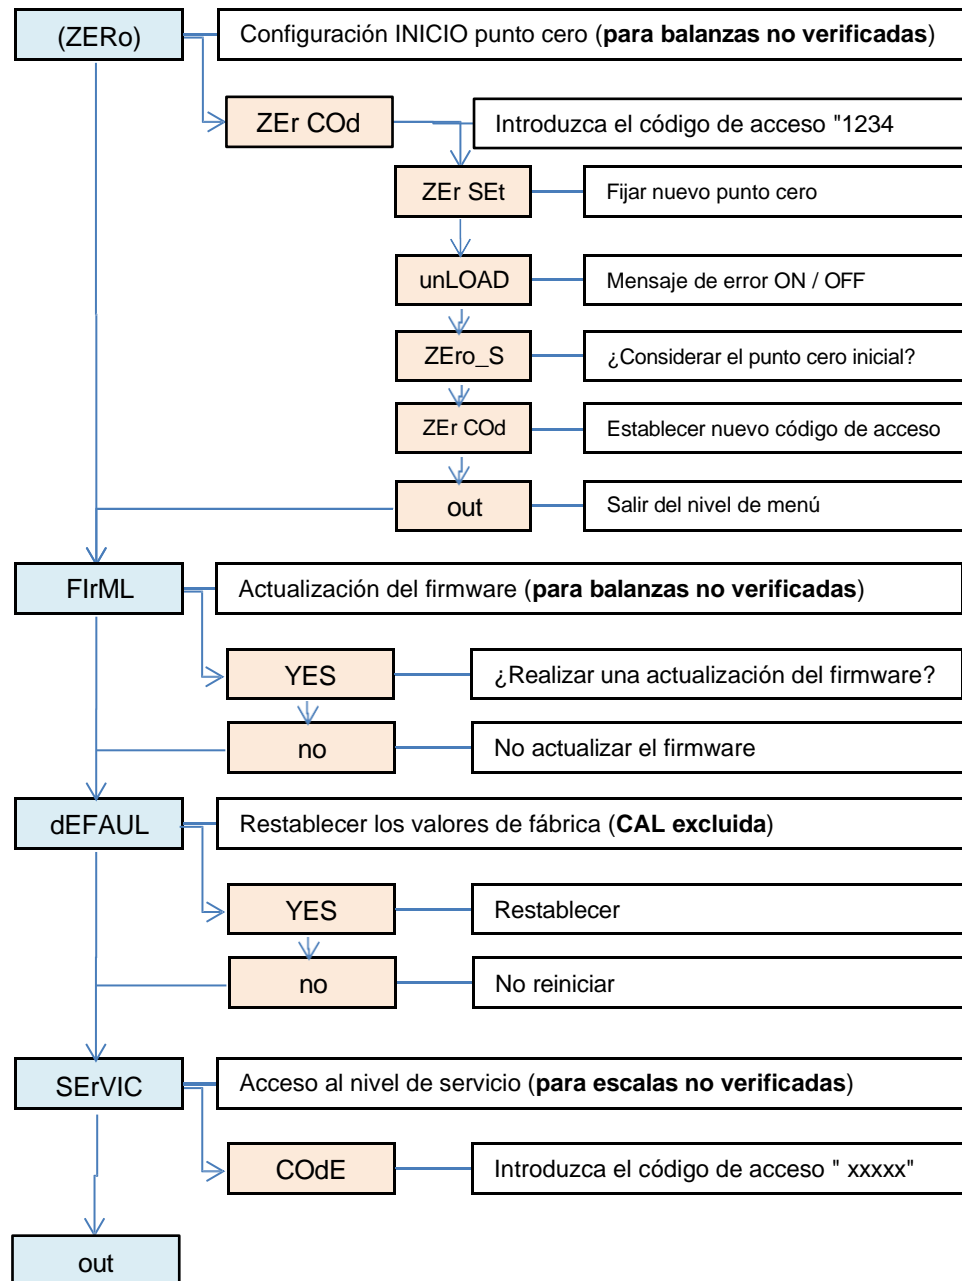 (ZERo)
Configuración INICIO punto cero (para balanzas no verificadas)
ZEr COd
Introduzca el código de acceso "1234
ZEr SEt
Fijar nuevo punto cero
unLOAD
Mensaje de error ON / OFF
ZEro_S
¿Considerar el punto cero inicial?
ZEr COd
Establecer nuevo código de acceso
out
Salir del nivel de menú
FIrML
Actualización del firmware (para balanzas no verificadas)
YES
¿Realizar una actualización del firmware?
no
No actualizar el firmware
dEFAUL
Restablecer los valores de fábrica (CAL excluida)
YES
Restablecer
no
No reiniciar
SErVIC
Acceso al nivel de servicio (para escalas no verificadas)
COdE
Introduzca el código de acceso " xxxxx"
out